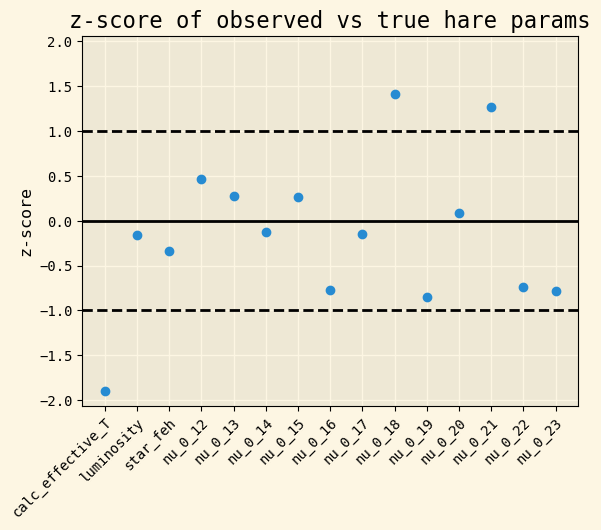 z-score of observed vs true hare params
z-score
2.0
1.5
1.0
0.5
0.0
−0.5
−1.0
−1.5
−2.0
calc_effective_T
luminosity
star_feh
nu_0_12
nu_0_13
nu_0_14
nu_0_15
nu_0_16
nu_0_17
nu_0_18
nu_0_19
nu_0_20
nu_0_21
nu_0_22
nu_0_23